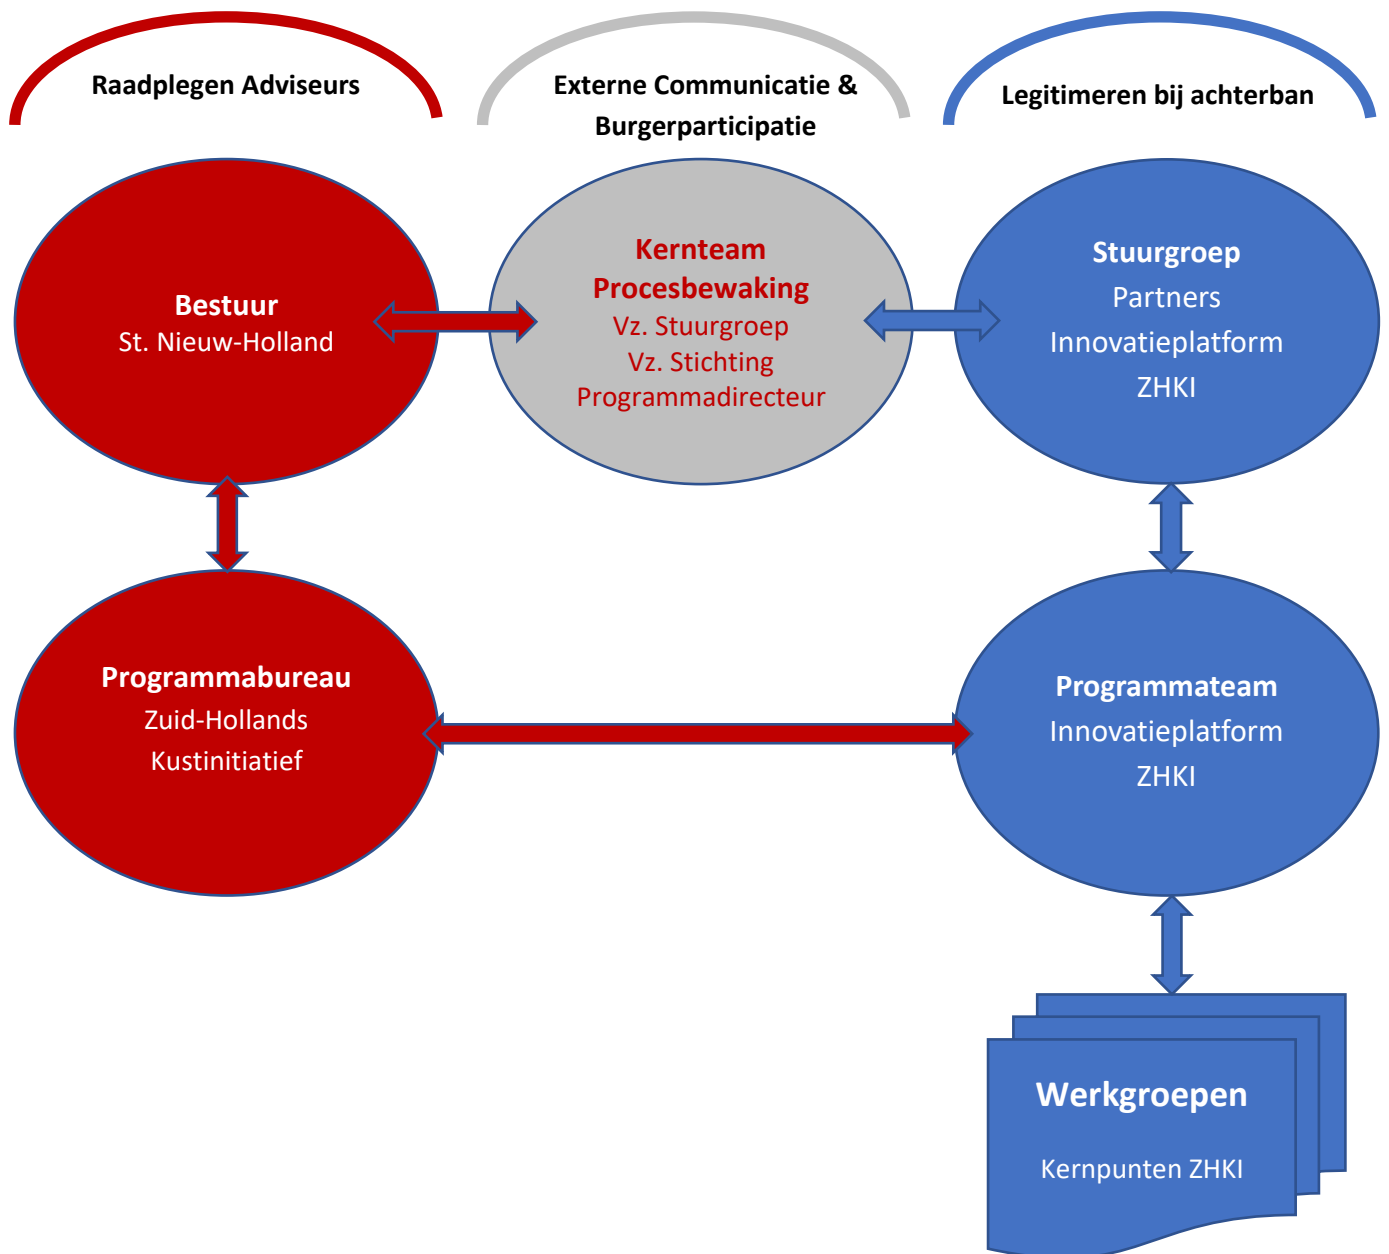 Raadplegen Adviseurs
Externe Communicatie &
Burgerparticipatie
Legitimeren bij achterban
Bestuur
St. Nieuw-Holland
Kernteam
Procesbewaking
Vz. Stuurgroep
Vz. Stichting
Programmadirecteur
Stuurgroep
Partners
Innovatieplatform
ZHKI
Programmabureau
Zuid-Hollands
Kustinitiatief
Programmateam
Innovatieplatform
ZHKI
Werkgroepen
Kernpunten ZHKI